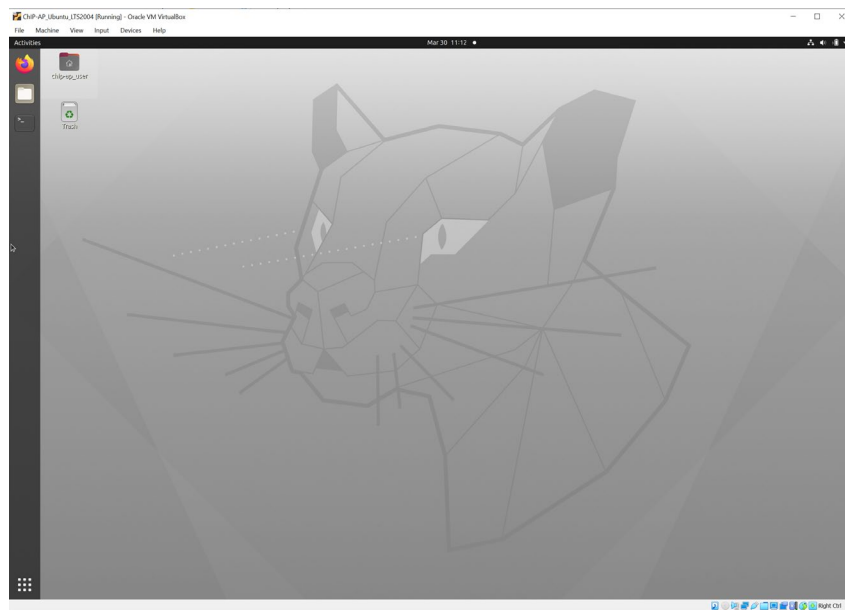 ChIP-AP_Ubuntu_LTS2004 [Running] - Oracle VM VirtualBox
File Machine View Input Devices Help
Activities
Mar 30 11:12
chip-ap_user
Trash
Right Ctrl